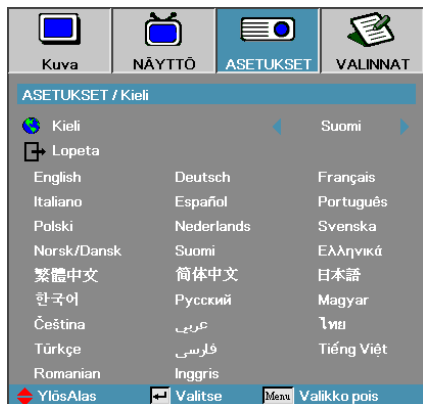 Kuva NÄYTTÖ ASETUKSET VALINNAT
ASETUKSET / Kieli
Kieli Suomi
Lopeta
English Deutsch Français
Italiano Español Português
Polski Nederlands Svenska
Norsk/Dansk Suomi Ελληνικά
繁體中文 简体中文 日本語
한국어 Русский Magyar
Čeština عربي ไทย
Türkçe فارسی Tiếng Việt
Romanian Inggris
YlösAlas Valitse Menu Valikko pois